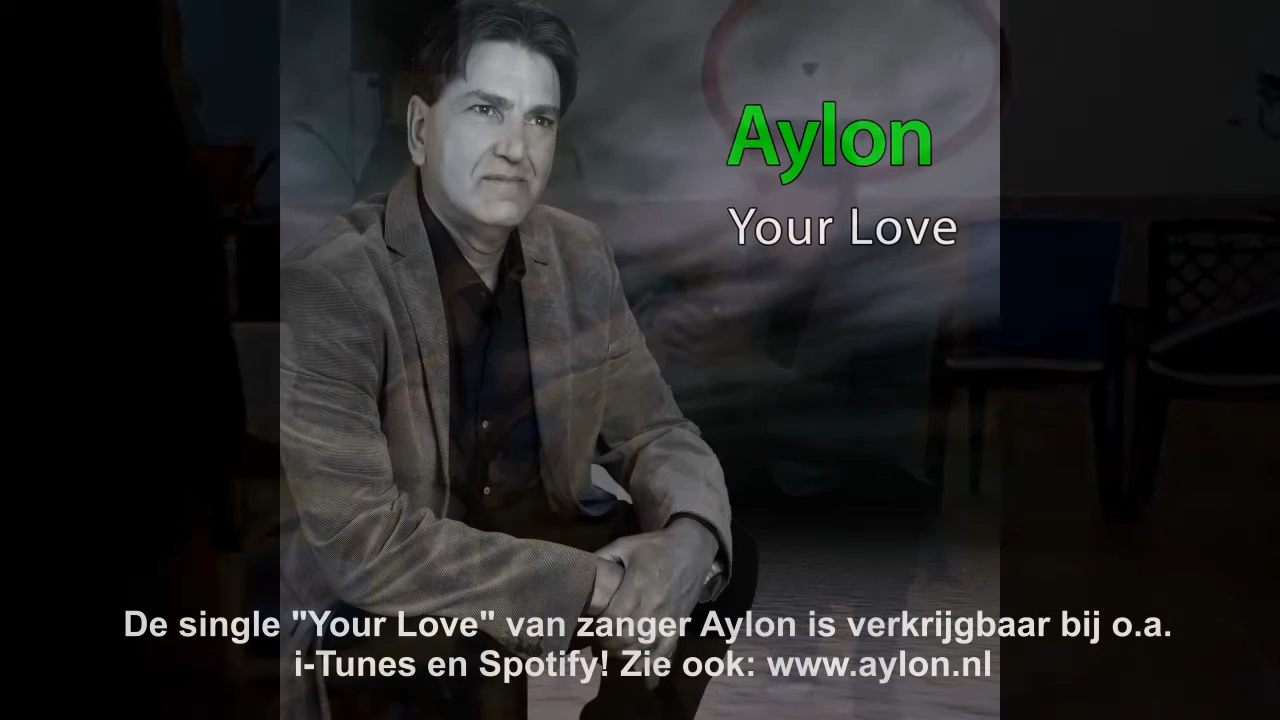 Aylon
Your Love
De single "Your Love" van zanger Aylon is verkrijgbaar bij o.a.
i-Tunes en Spotify! Zie ook: www.aylon.nl